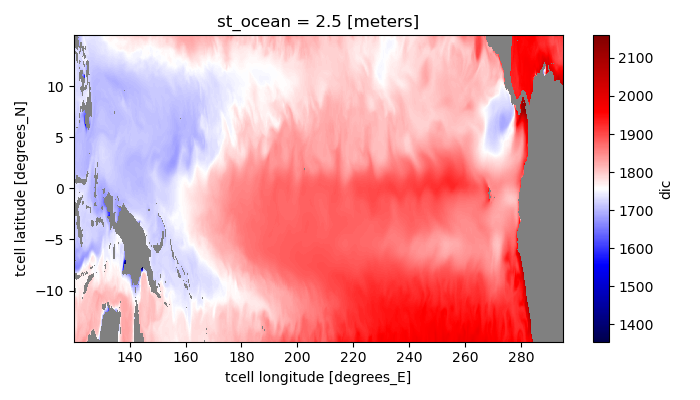 st_ocean = 2.5 [meters]
10
5
0
−5
−10
tcell latitude [degrees_N]
140 160 180 200 220 240 260 280
tcell longitude [degrees_E]
2100
2000
1900
1800
1700
1600
1500
1400
dic